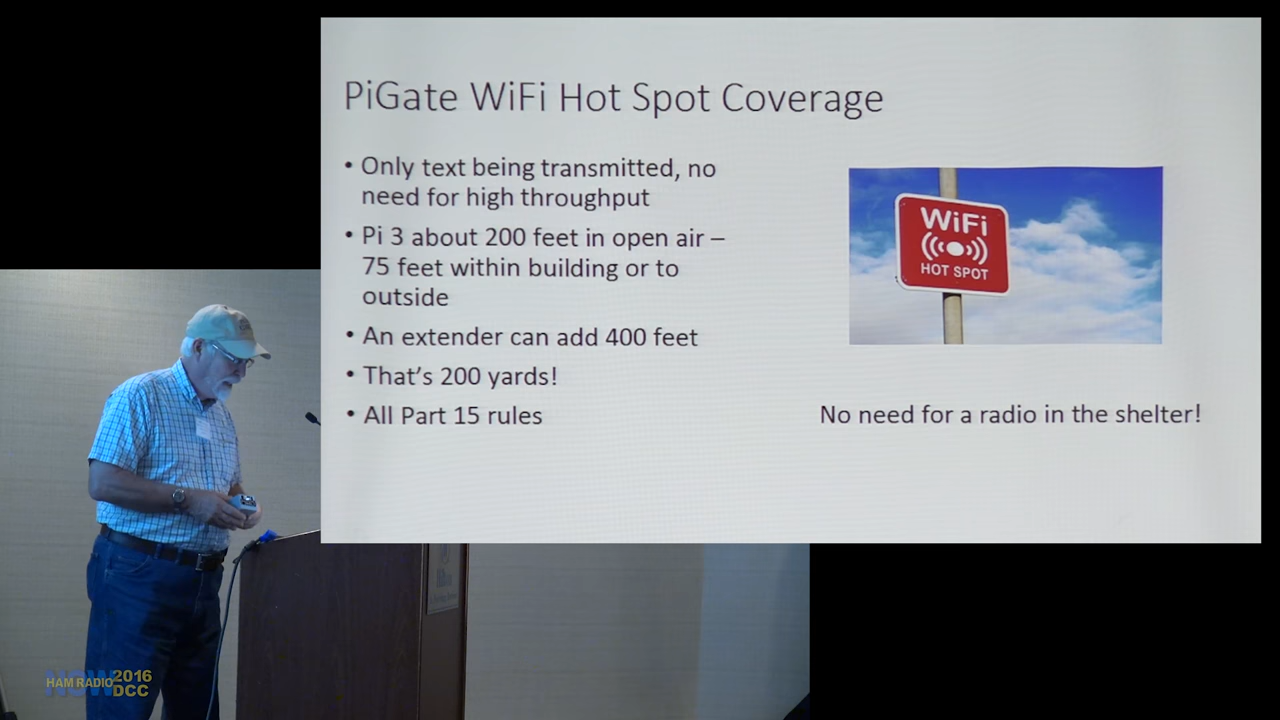 PiGate WiFi Hot Spot Coverage
• Only text being transmitted, no
need for high throughput
• Pi 3 about 200 feet in open air –
75 feet within building or to
outside
• An extender can add 400 feet
• That's 200 yards!
• All Part 15 rules
WiFi
HOT SPOT
No need for a radio in the shelter!
HAM RADIO
NOW
2016
DCC